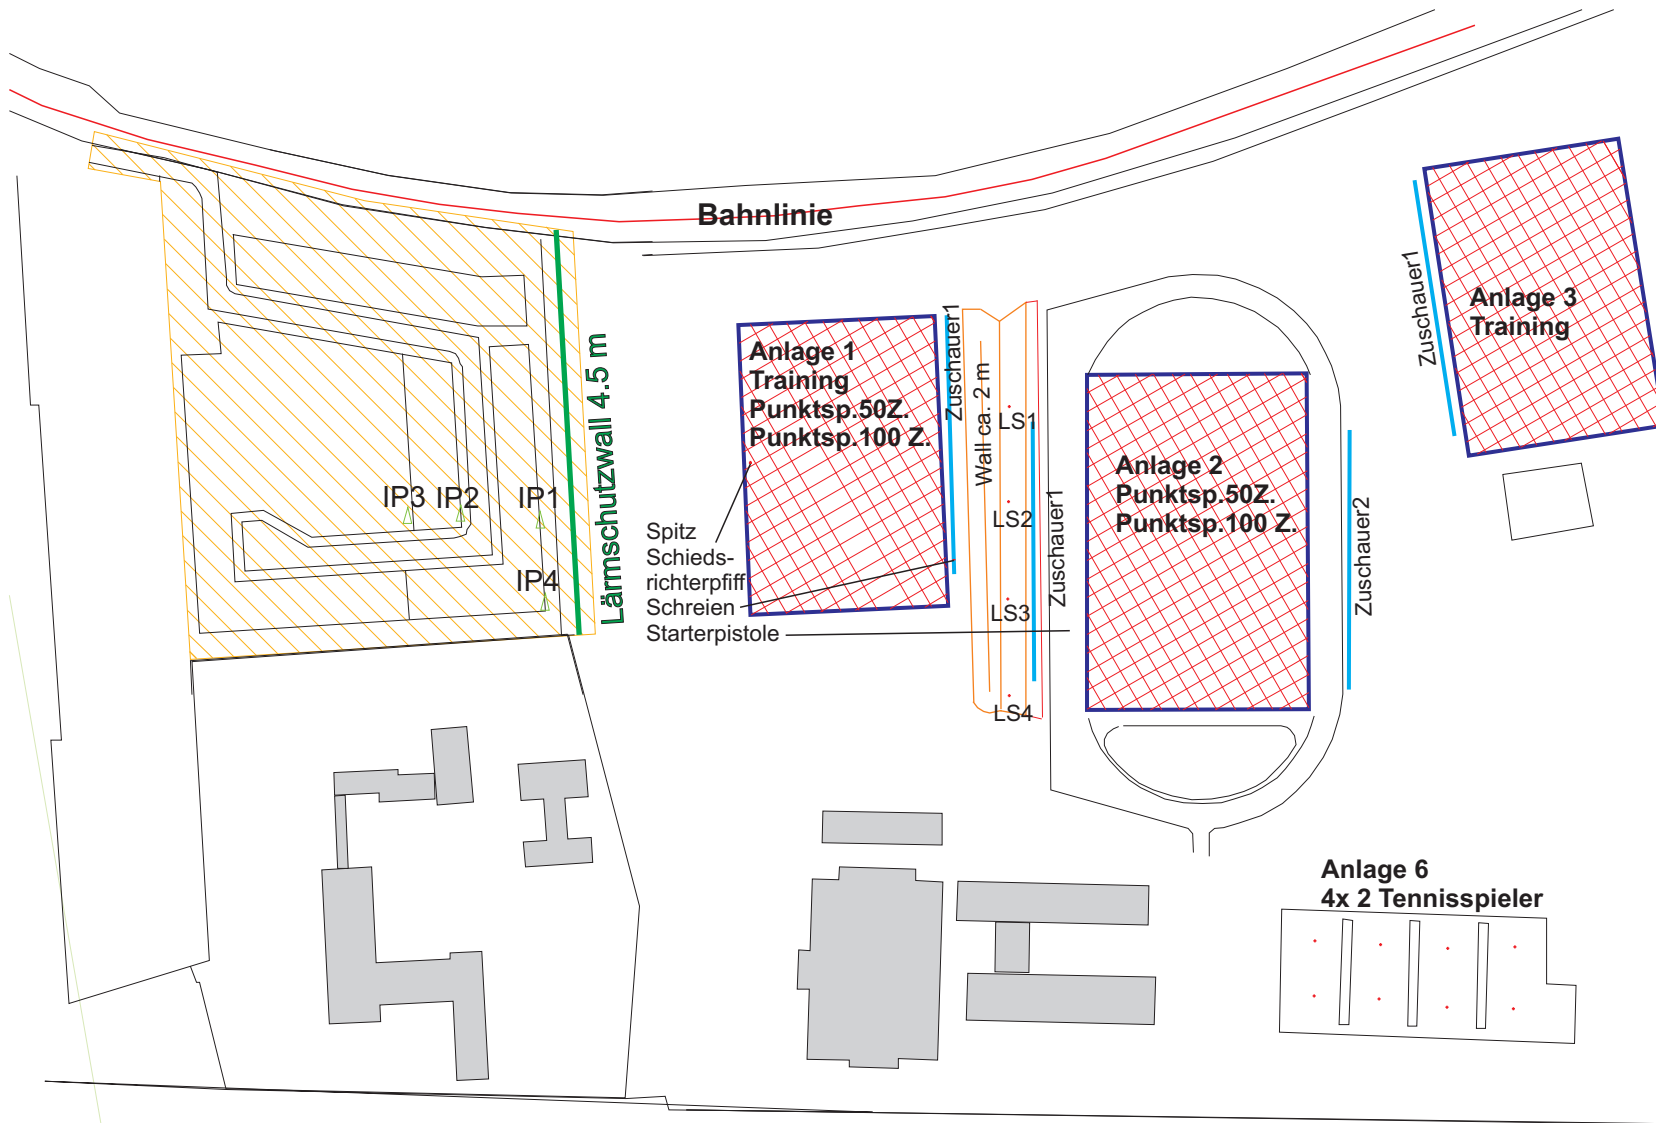 Bahnlinie
Zuschauer1
Anlage 3
Training
Lärmschutzwall 4.5 m
Anlage 1
Training
Punktsp.50Z.
Punktsp.100 Z.
Zuschauer1
Wall ca. 2 m
LS1
LS2
LS3
LS4
Zuschauer1
Anlage 2
Punktsp.50Z.
Punktsp.100 Z.
Zuschauer2
IP3
IP2
IP1
IP4
Spitz
Schieds-
richterpfiff
Schreien
Starterpistole
Anlage 6
4x 2 Tennisspieler